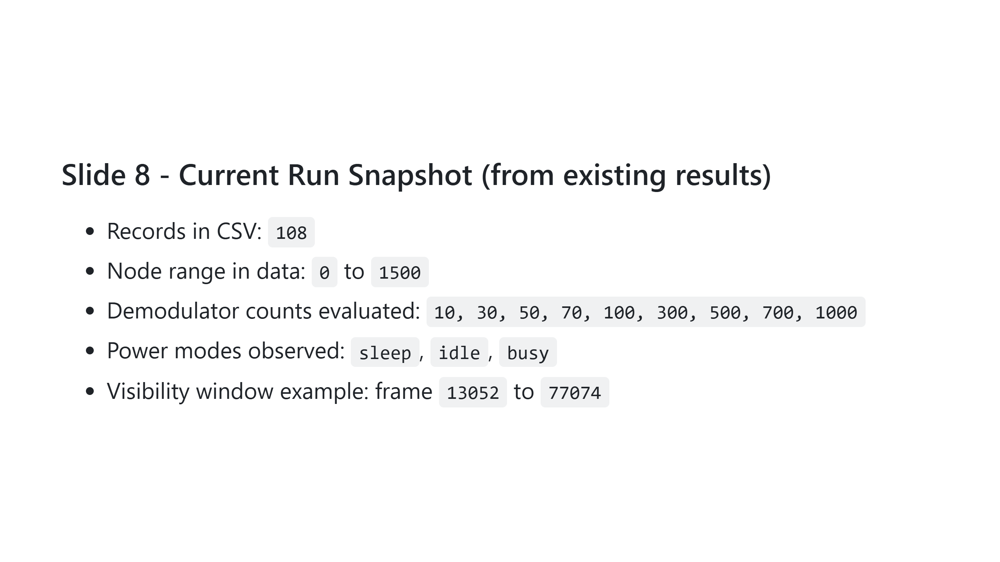 Slide 8 - Current Run Snapshot (from existing results)
• Records in CSV: 108
• Node range in data: 0 to 1500
• Demodulator counts evaluated: 10, 30, 50, 70, 100, 300, 500, 700, 1000
• Power modes observed: sleep, idle, busy
• Visibility window example: frame 13052 to 77074